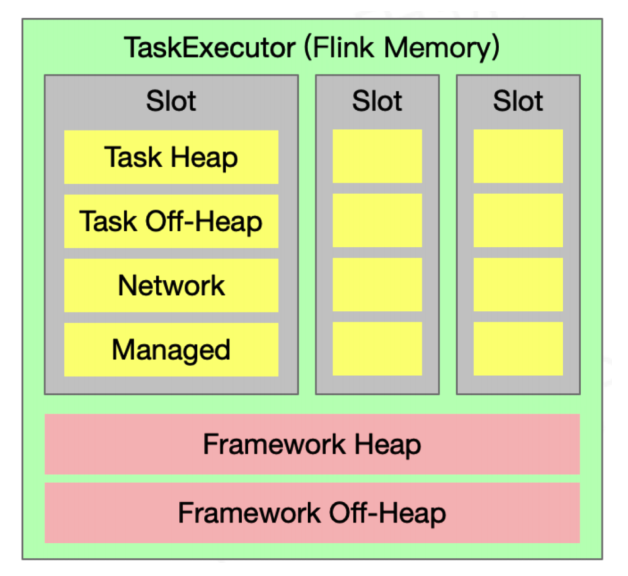 TaskExecutor (Flink Memory)
Slot
Task Heap
Task Off-Heap
Network
Managed
Slot
Slot
Framework Heap
Framework Off-Heap